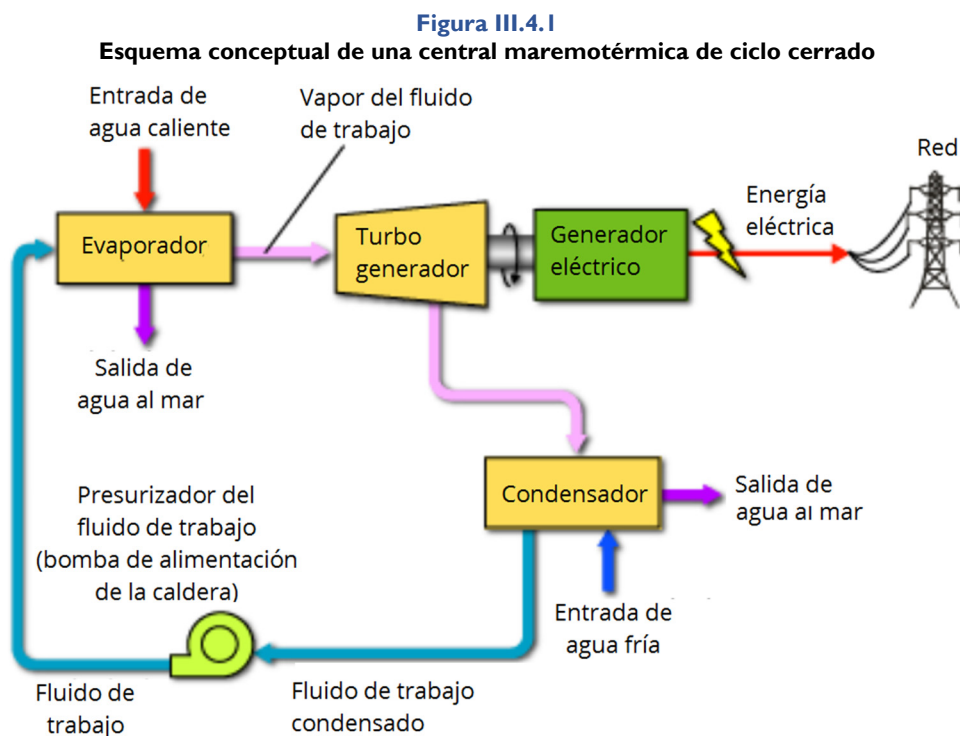 Figura III.4.1
Esquema conceptual de una central maremotérmica de ciclo cerrado
Entrada de
agua caliente
Vapor del fluido
de trabajo
Red
Energía
eléctrica
Evaporador
Turbo
generador
Generador
eléctrico
Salida de
agua al mar
Condensador
Salida de
agua al mar
Presurizador del
fluido de trabajo
(bomba de alimentación
de la caldera)
Entrada de
agua fría
Fluido de
trabajo
Fluido de trabajo
condensado